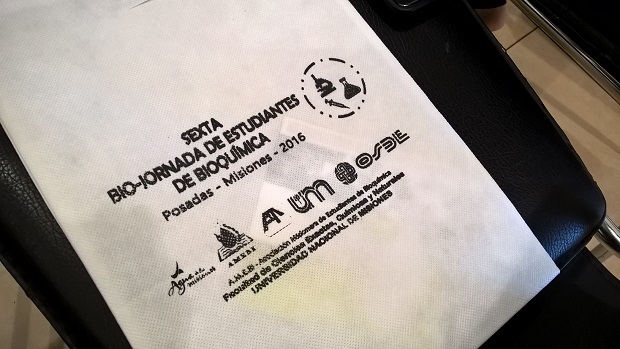 SEXTA
BIO-JORNADA DE ESTUDIANTES
DE BIOQUÍMICA
Posadas - Misiones - 2016
OSDE
AMEBI
A.M.E.Bi - Asociación Misionera de Estudiantes de Bioquímica
Facultad de Ciencias Exactas, Químicas y Naturales
UNIVERSIDAD NACIONAL DE MISIONES